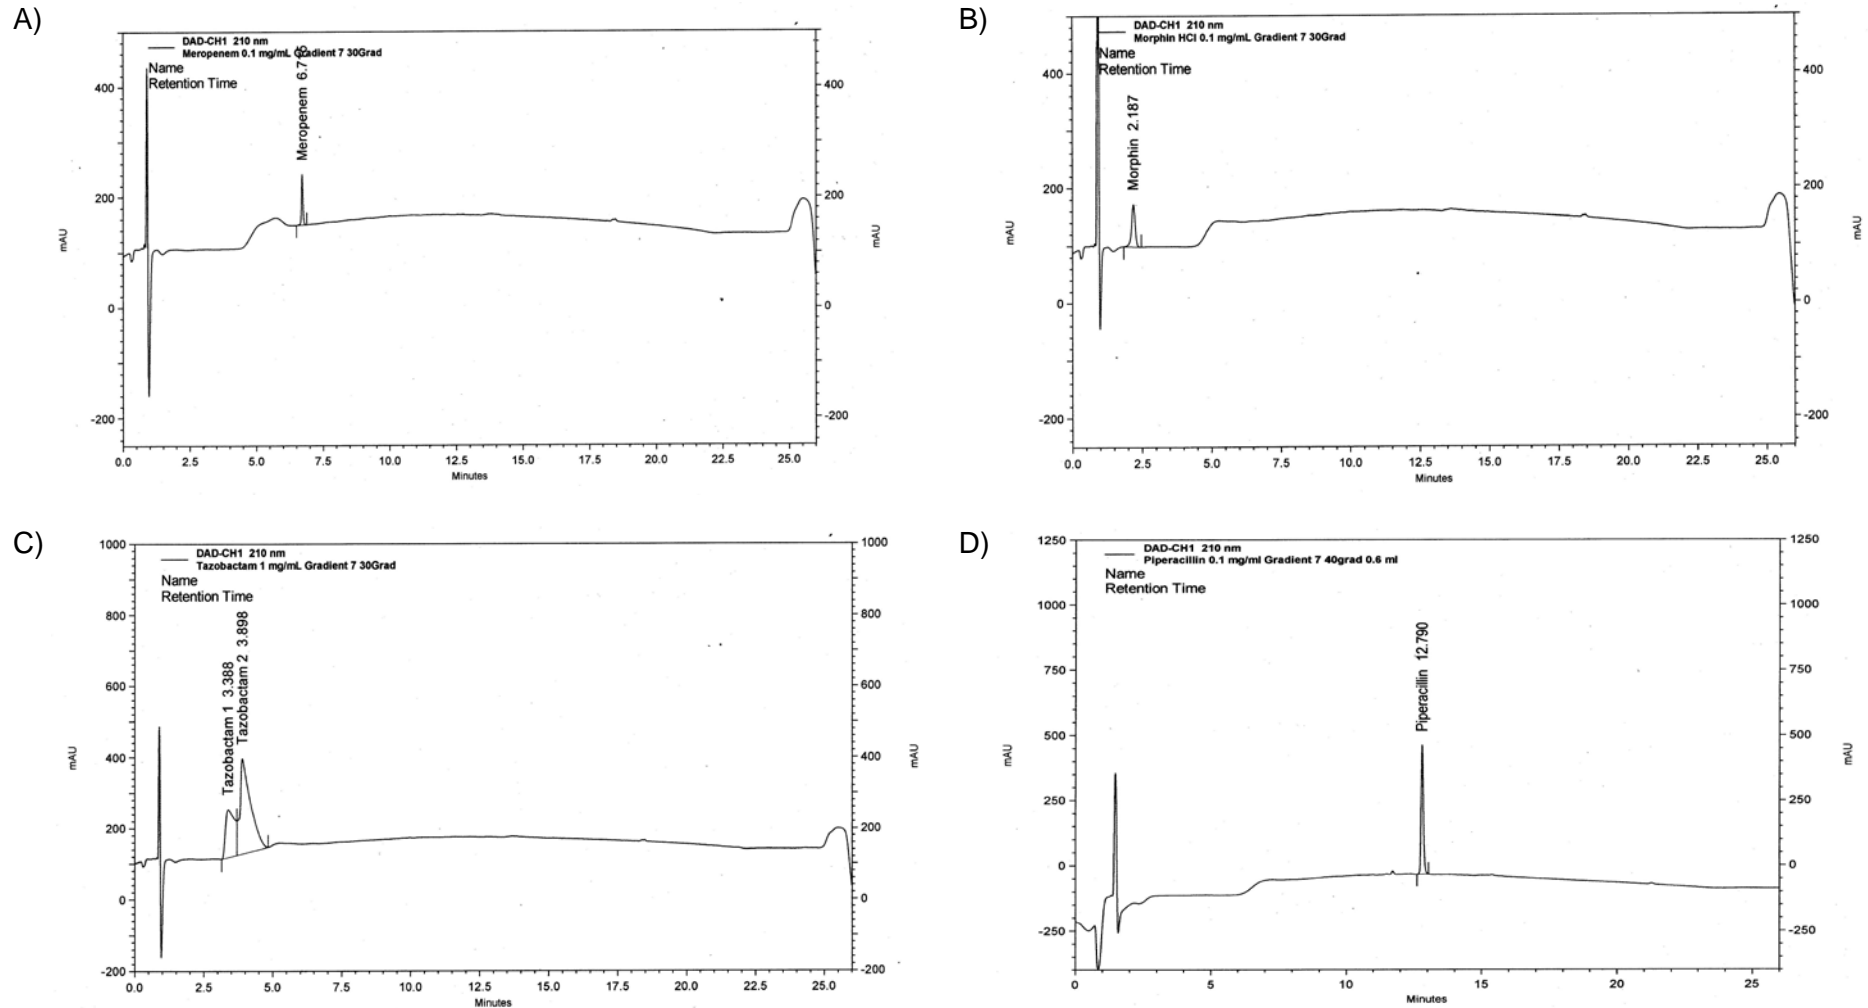 A)
DAD-CH1 210 nm
Meropenem 0.1 mg/mL Gradient 7 30Grad
Name
Retention Time
Meropenem
mAU
400
200
0
-200
400
200
0
-200
mAU
0.0 2.5 5.0 7.5 10.0 12.5 15.0 17.5 20.0 22.5 25.0
Minutes
B)
DAD-CH1 210 nm
Morphin HCl 0.1 mg/mL Gradient 7 30Grad
Name
Retention Time
Morphin 2.187
mAU
400
200
0
-200
400
200
0
-200
mAU
0.0 2.5 5.0 7.5 10.0 12.5 15.0 17.5 20.0 22.5 25.0
Minutes
C)
DAD-CH1 210 nm
Tazobactam 1 mg/mL Gradient 7 30Grad
Name
Retention Time
Tazobactam 1 3.388
Tazobactam 2 3.898
mAU
1000
800
600
400
200
0
-200
1000
800
600
400
200
0
-200
mAU
0.0 2.5 5.0 7.5 10.0 12.5 15.0 17.5 20.0 22.5 25.0
Minutes
D)
DAD-CH1 210 nm
Piperacillin 0.1 mg/ml Gradient 7 40grad 0.6 ml
Name
Retention Time
Piperacillin 12.790
mAU
1250
1000
750
500
250
0
-250
1250
1000
750
500
250
0
-250
mAU
0 5 10 15 20 25
Minutes